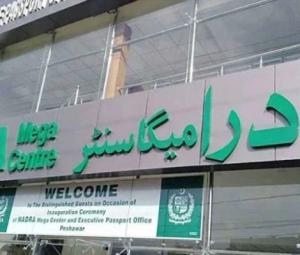 A Mega
Centre
درا میگا سنٹر
WELCOME
to The Distinguished Guests on Occasion of
Inauguration Ceremony
of NADRA Mega Center and Executive Passport Office
Peshawar